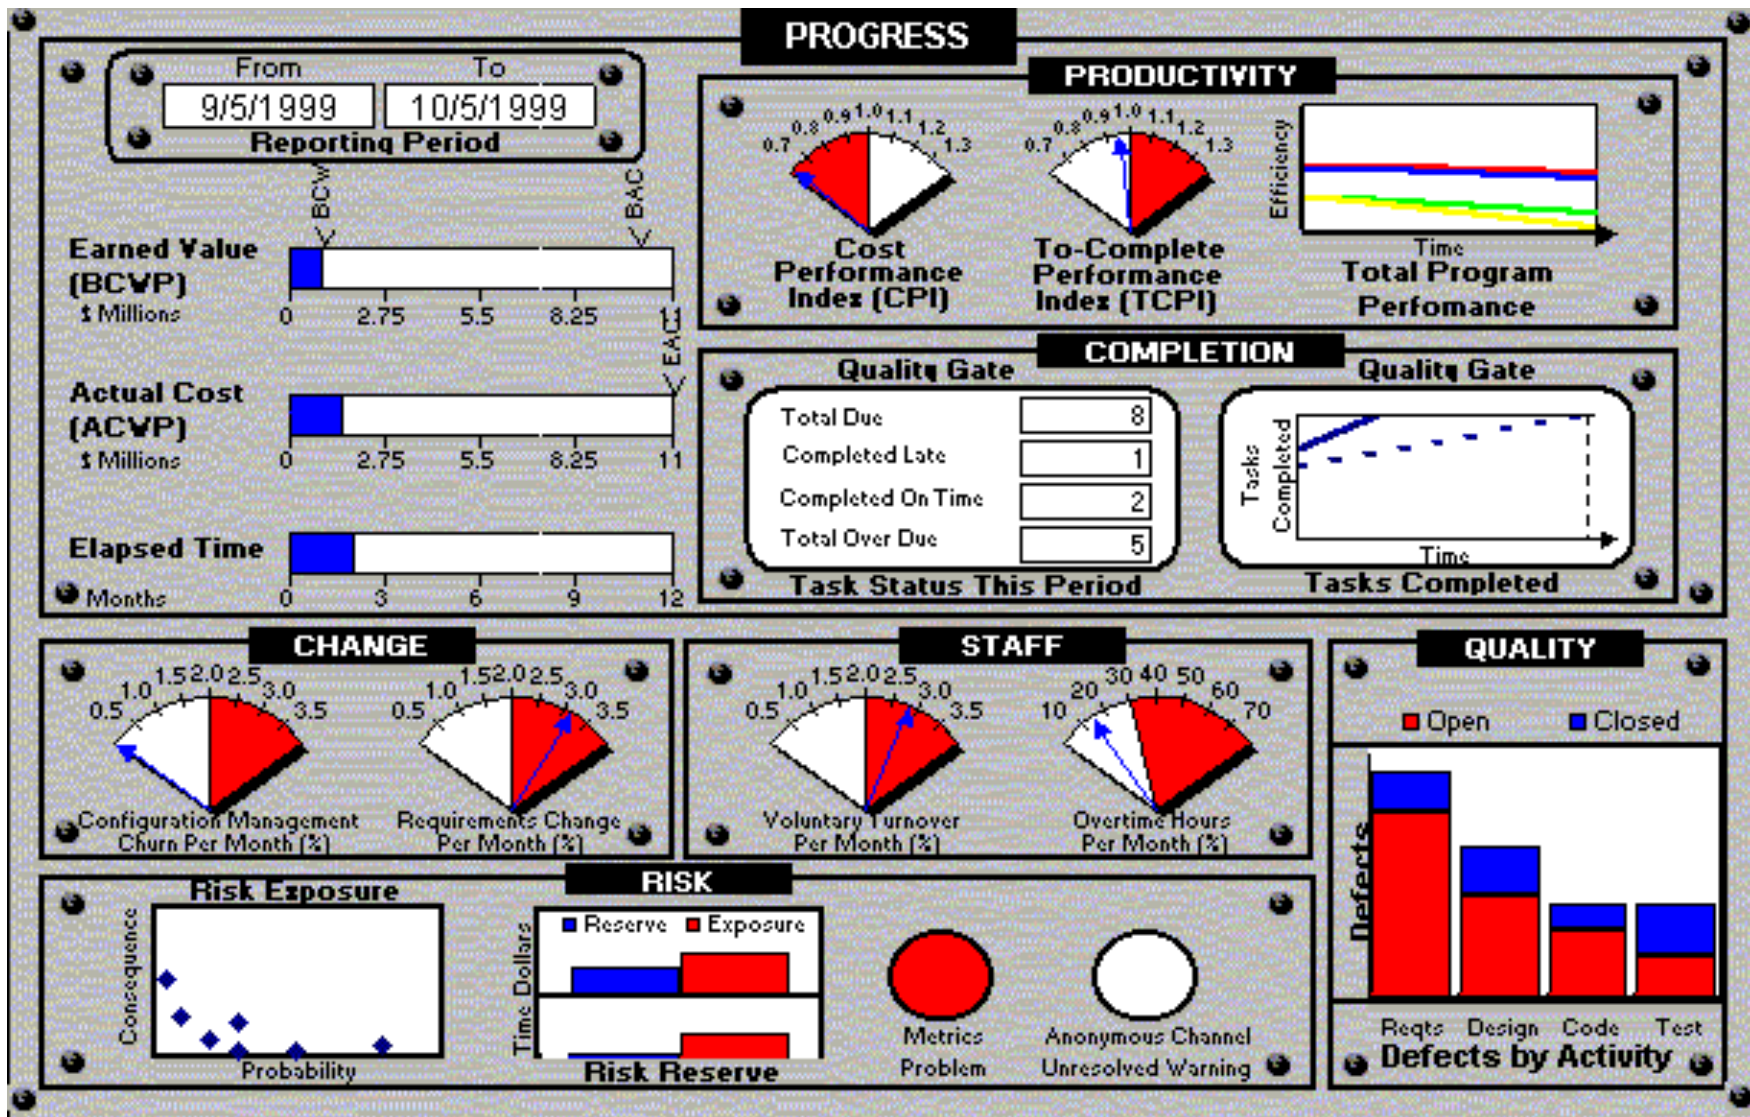 PROGRESS
From To
9/5/1999 10/5/1999
Reporting Period
BCW
BAC
Earned Value
(BCWP)
$ Millions
0 2.75 5.5 8.25 11
EAC
Actual Cost
(ACWP)
$ Millions
0 2.75 5.5 8.25 11
Elapsed Time
Months
0 3 6 9 12
PRODUCTIVITY
0.7 0.8 0.9 1.0 1.1 1.2 1.3
Cost
Performance
Index (CPI)
0.7 0.8 0.9 1.0 1.1 1.2 1.3
To-Complete
Performance
Index (TCPI)
Efficiency
Time
Total Program
Perfomance
COMPLETION
Quality Gate
Total Due 8
Completed Late 1
Completed On Time 2
Total Over Due 5
Task Status This Period
Quality Gate
Tasks
Completed
Time
Tasks Completed
CHANGE
0.5 1.0 1.5 2.0 2.5 3.0 3.5
Configuration Management
Churn Per Month (%)
0.5 1.0 1.5 2.0 2.5 3.0 3.5
Requirements Change
Per Month (%)
STAFF
0.5 1.0 1.5 2.0 2.5 3.0 3.5
Voluntary Turnover
Per Month (%)
10 20 30 40 50 60 70
Overtime Hours
Per Month (%)
QUALITY
Open Closed
Defects
Reqts Design Code Test
Defects by Activity
RISK
Risk Exposure
Consequence
Probability
Reserve Exposure
Dollars
Time
Risk Reserve
Metrics
Problem
Anonymous Channel
Unresolved Warning